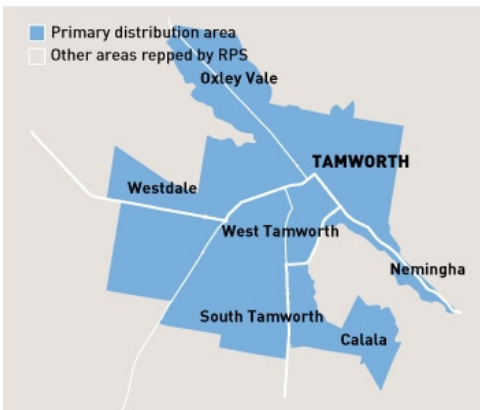 Primary distribution area
Other areas repped by RPS
Oxley Vale
TAMWORTH
Westdale
West Tamworth
Nemingha
South Tamworth
Calala